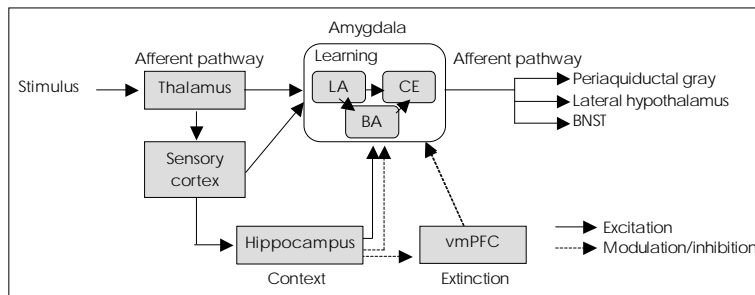 Amygdala
Afferent pathway
Learning
Afferent pathway
Stimulus
Thalamus
LA
CE
BA
Periaquiductal gray
Lateral hypothalamus
BNST
Sensory
cortex
Hippocampus
vmPFC
Excitation
Modulation/inhibition
Context
Extinction